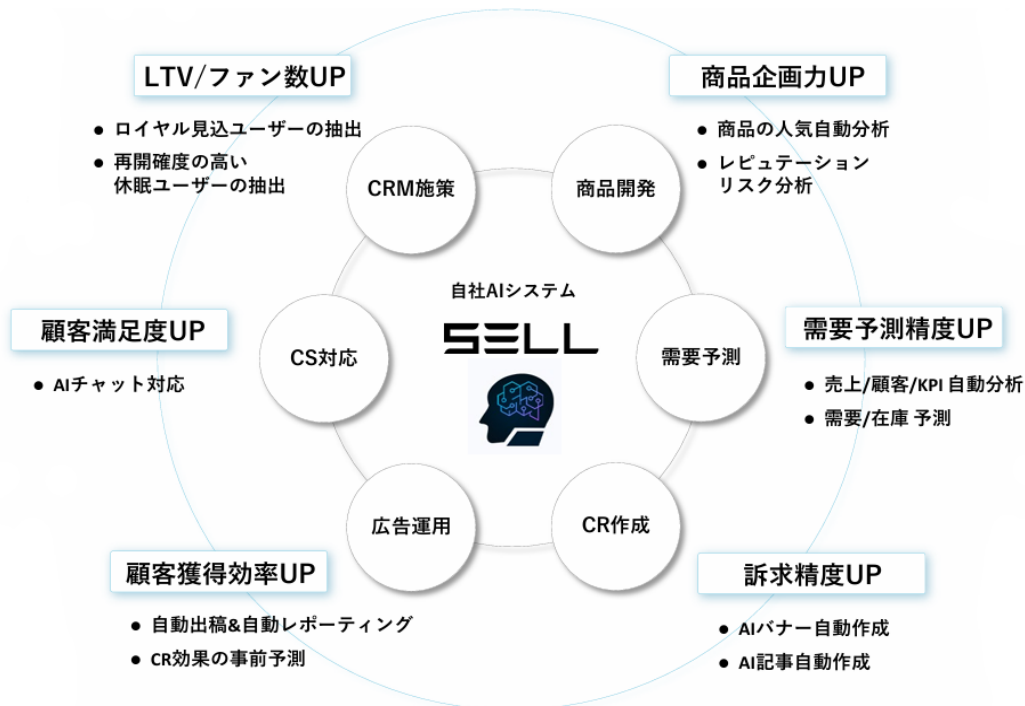 LTV/ファン数UP
● ロイヤル見込ユーザーの抽出
● 再開確度の高い
休眠ユーザーの抽出
商品企画力UP
● 商品の人気自動分析
● レピュテーション
リスク分析
CRM施策
商品開発
自社AIシステム
SELL
顧客満足度UP
● AIチャット対応
CS対応
需要予測
需要予測精度UP
● 売上/顧客/KPI 自動分析
● 需要/在庫 予測
広告運用
CR作成
顧客獲得効率UP
● 自動出稿&自動レポーティング
● CR効果の事前予測
訴求精度UP
● AIバナー自動作成
● AI記事自動作成